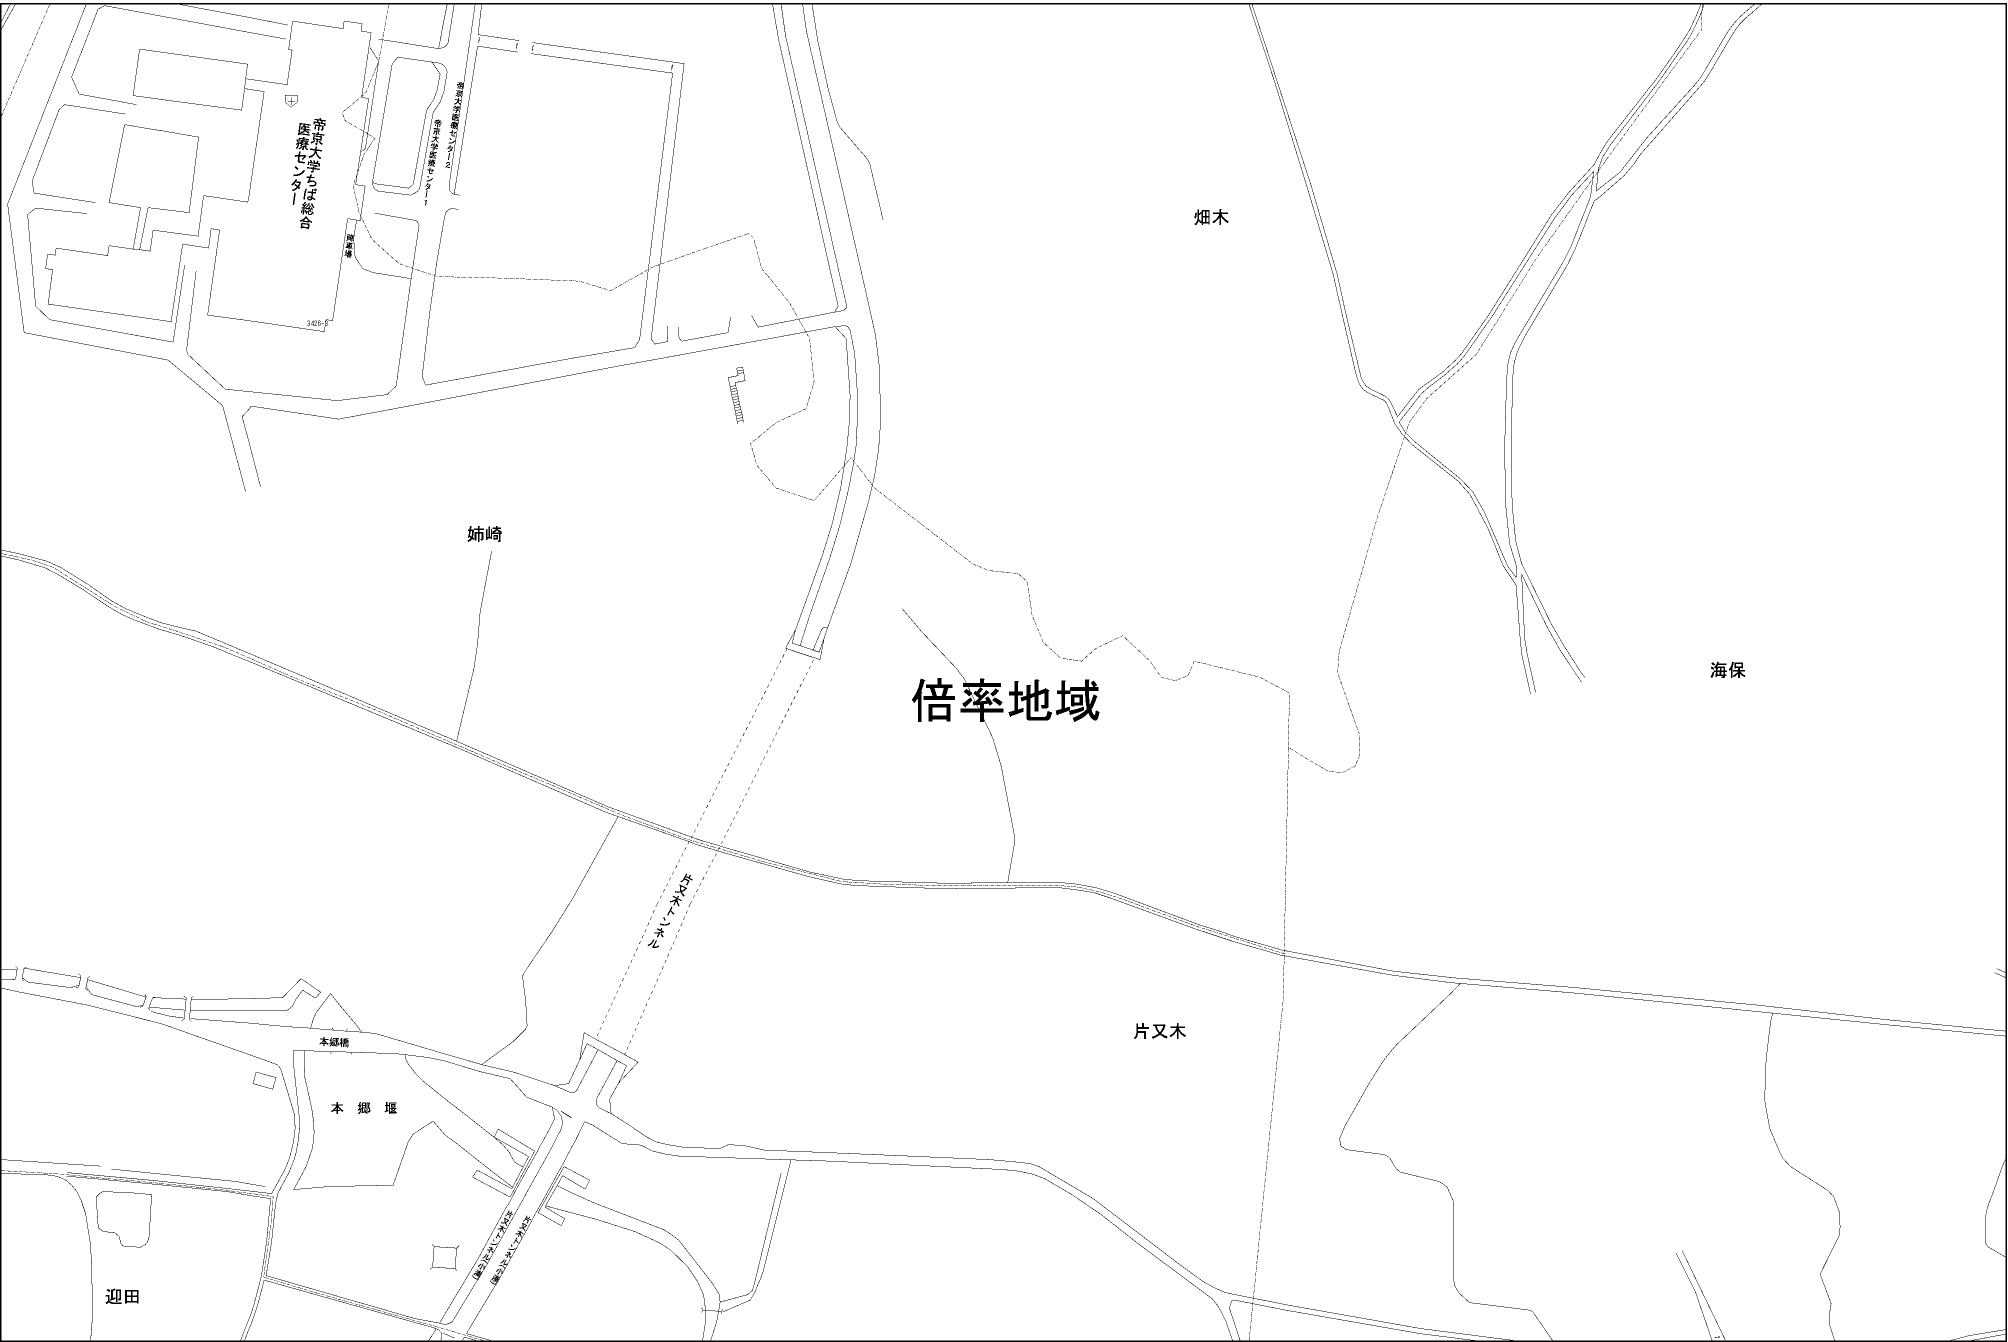 帝京大学ちば総合
医療センター
帝京大学医療センター2
帝京大学医療センター1
3426-5
畑木
姉崎
海保
倍率地域
片又木トンネル
片又木
本郷橋
本郷堰
迎田